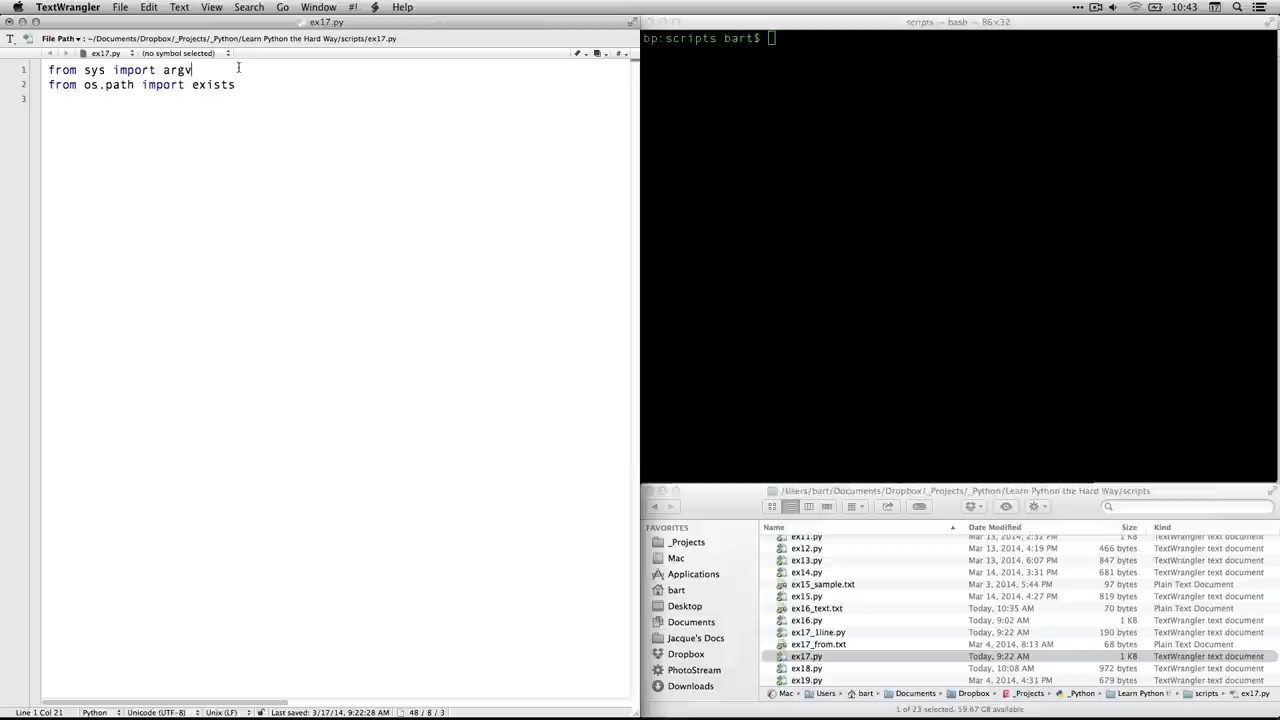 TextWrangler File Edit Text View Search Go Window #! Help 10:43
ex17.py
scripts — bash — 86×32
File Path ▾ : ~/Documents/Dropbox/_Projects/_Python/Learn Python the Hard Way/scripts/ex17.py
bp:scripts bart$
ex17.py (no symbol selected)
1 from sys import argv
2 from os.path import exists
3
/Users/bart/Documents/Dropbox/_Projects/_Python/Learn Python the Hard Way/scripts
FAVORITES
_Projects
Mac
Applications
bart
Desktop
Documents
Jacque's Docs
Dropbox
PhotoStream
Downloads
Name Date Modified Size Kind
ex11.py Mar 13, 2014, 2:32 PM 1 KB TextWrangler text document
ex12.py Mar 13, 2014, 4:19 PM 466 bytes TextWrangler text document
ex13.py Mar 13, 2014, 6:07 PM 847 bytes TextWrangler text document
ex14.py Mar 14, 2014, 3:31 PM 681 bytes TextWrangler text document
ex15_sample.txt Mar 3, 2014, 5:44 PM 97 bytes Plain Text Document
ex15.py Mar 14, 2014, 4:27 PM 819 bytes TextWrangler text document
ex16_text.txt Today, 10:35 AM 70 bytes Plain Text Document
ex16.py Today, 9:02 AM 1 KB TextWrangler text document
ex17_1line.py Today, 9:22 AM 190 bytes TextWrangler text document
ex17_from.txt Mar 4, 2014, 8:13 AM 68 bytes Plain Text Document
ex17.py Today, 9:22 AM 1 KB TextWrangler text document
ex18.py Today, 10:08 AM 972 bytes TextWrangler text document
ex19.py Mar 4, 2014, 4:31 PM 679 bytes TextWrangler text document
Mac Users bart Documents Dropbox _Projects _Python Learn Python t scripts ex17.py
1 of 23 selected, 59.67 GB available
Line 1 Col 21 Python Unicode (UTF-8) Unix (LF) Last saved: 3/17/14, 9:22:28 AM 48 / 8 / 3